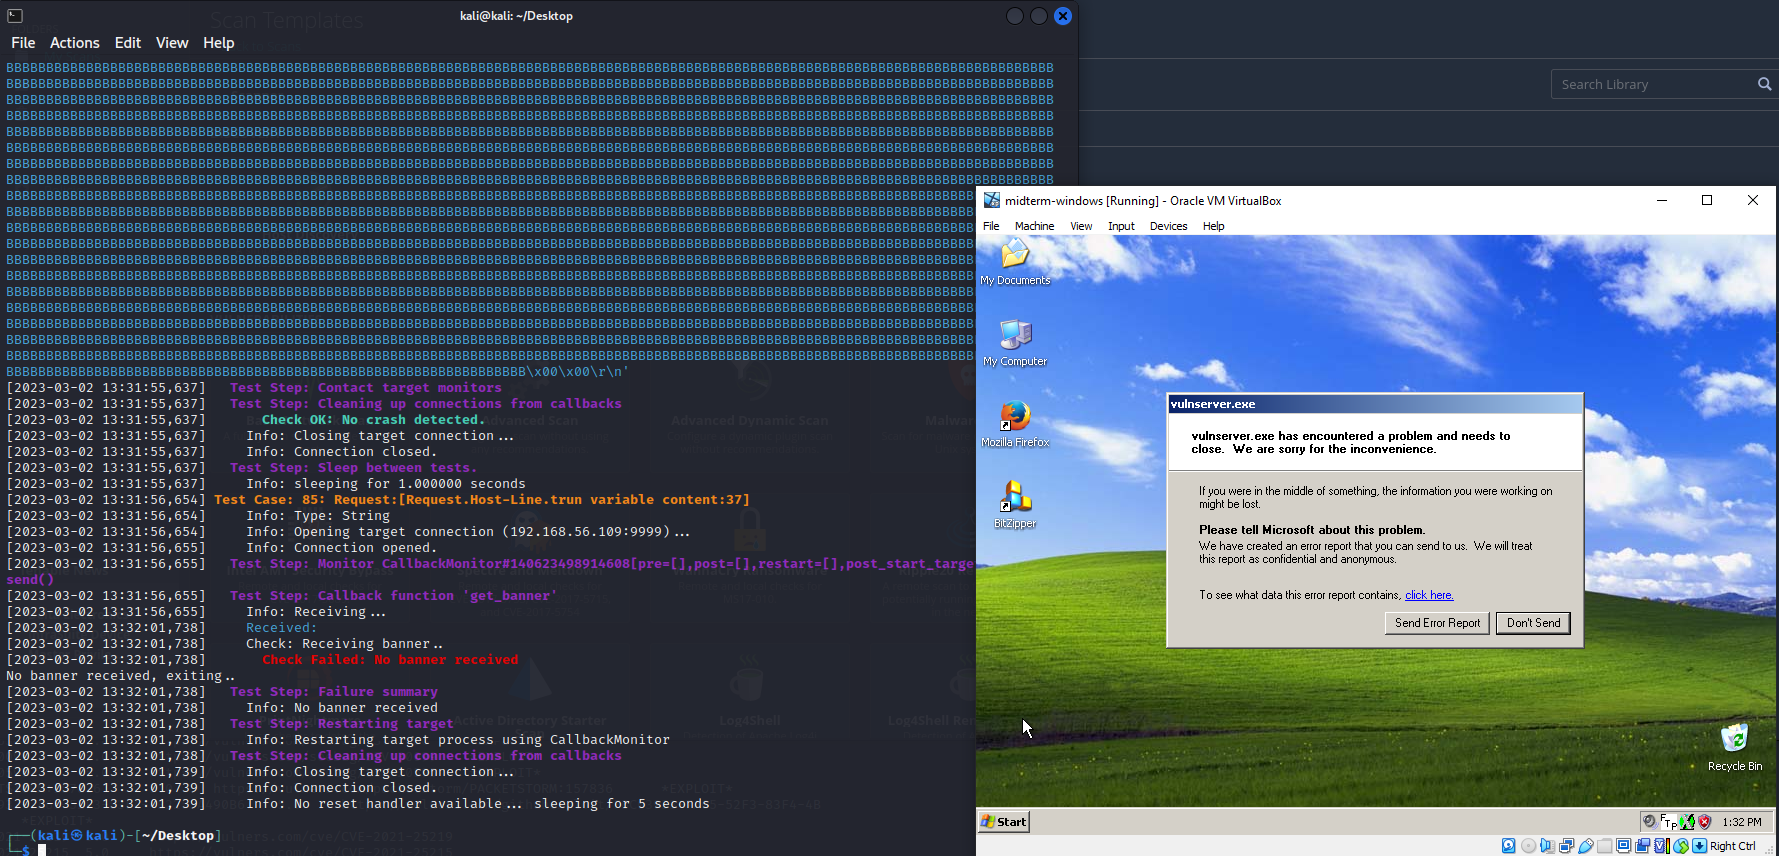 kali@kali: ~/Desktop
File Actions Edit View Help
BBBBBBBBBBBBBBBBBBBBBBBBBBBBBBBBBBBBBBBBBBBBBBBBBBBBBBBBBBBBBBBBBBBBBBBBBBBBBBBBBBBBBBBBBBBBBBBBBBBBBBBBBBBBBBBBBBBBBBBBBBBBBBBBBBB
BBBBBBBBBBBBBBBBBBBBBBBBBBBBBBBBBBBBBBBBBBBBBBBBBBBBBBBBBBBBBBBBBBBBBBBBBBBBBBBBBBBBBBBBBBBBBBBBBBBBBBBBBBBBBBBBBBBBBBBBBBBBBBBBBBB
BBBBBBBBBBBBBBBBBBBBBBBBBBBBBBBBBBBBBBBBBBBBBBBBBBBBBBBBBBBBBBBBBBBBBBBBBBBBBBBBBBBBBBBBBBBBBBBBBBBBBBBBBBBBBBBBBBBBBBBBBBBBBBBBBBB
BBBBBBBBBBBBBBBBBBBBBBBBBBBBBBBBBBBBBBBBBBBBBBBBBBBBBBBBBBBBBBBBB\x00\x00\r\n'
[2023-03-02 13:31:55,637] Test Step: Contact target monitors
[2023-03-02 13:31:55,637] Test Step: Cleaning up connections from callbacks
[2023-03-02 13:31:55,637] Check OK: No crash detected.
[2023-03-02 13:31:55,637] Info: Closing target connection...
[2023-03-02 13:31:55,637] Info: Connection closed.
[2023-03-02 13:31:55,637] Test Step: Sleep between tests.
[2023-03-02 13:31:55,637] Info: sleeping for 1.000000 seconds
[2023-03-02 13:31:56,654] Test Case: 85: Request:[Request.Host-Line.trun variable content:37]
[2023-03-02 13:31:56,654] Info: Type: String
[2023-03-02 13:31:56,654] Info: Opening target connection (192.168.56.109:9999)...
[2023-03-02 13:31:56,655] Info: Connection opened.
[2023-03-02 13:31:56,655] Test Step: Monitor CallbackMonitor#140623498914608[pre=[],post=[],restart=[],post_start_targe
send()
[2023-03-02 13:31:56,655] Test Step: Callback function 'get_banner'
[2023-03-02 13:31:56,655] Info: Receiving...
[2023-03-02 13:32:01,738] Received:
[2023-03-02 13:32:01,738] Check: Receiving banner..
[2023-03-02 13:32:01,738] Check Failed: No banner received
No banner received, exiting..
[2023-03-02 13:32:01,738] Test Step: Failure summary
[2023-03-02 13:32:01,738] Info: No banner received
[2023-03-02 13:32:01,738] Test Step: Restarting target
[2023-03-02 13:32:01,738] Info: Restarting target process using CallbackMonitor
[2023-03-02 13:32:01,738] Test Step: Cleaning up connections from callbacks
[2023-03-02 13:32:01,739] Info: Closing target connection...
[2023-03-02 13:32:01,739] Info: Connection closed.
[2023-03-02 13:32:01,739] Info: No reset handler available... sleeping for 5 seconds
(kali㉿kali)-[~/Desktop]
$
Scan Templates
Advanced Dynamic Scan
Active Directory Starter
Log4Shell
Search Library
midterm-windows [Running] - Oracle VM VirtualBox
File Machine View Input Devices Help
My Documents
My Computer
Mozilla Firefox
BitZipper
vulnserver.exe
vulnserver.exe has encountered a problem and needs to
close. We are sorry for the inconvenience.
If you were in the middle of something, the information you were working on
might be lost.
Please tell Microsoft about this problem.
We have created an error report that you can send to us. We will treat
this report as confidential and anonymous.
To see what data this error report contains, click here.
Send Error Report Don't Send
Recycle Bin
Start
FTP
1:32 PM
Right Ctrl